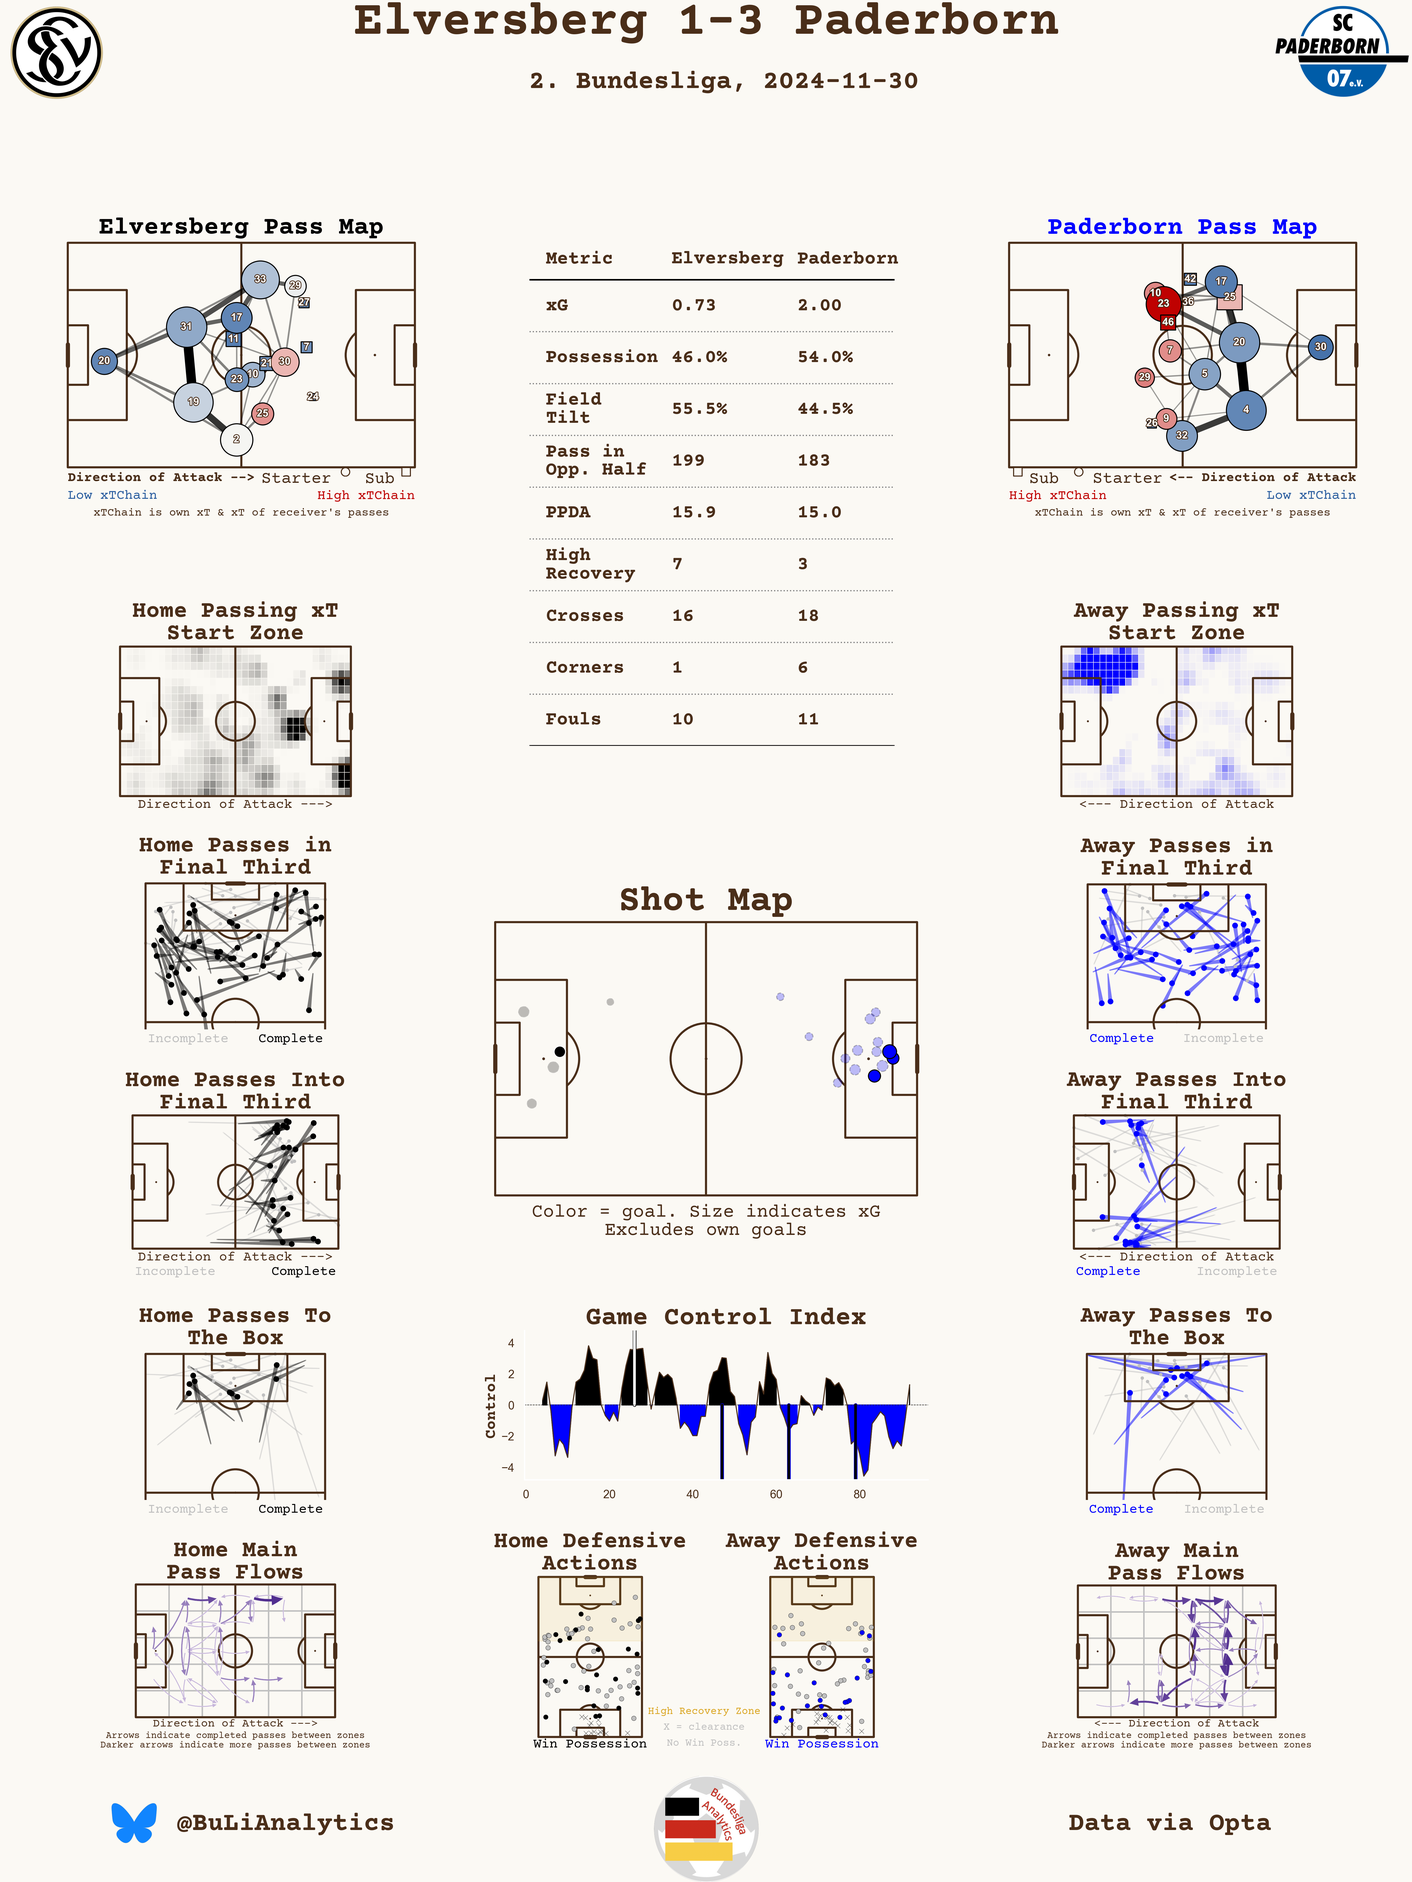 Elversberg 1-3 Paderborn
2. Bundesliga, 2024-11-30
SC
PADERBORN
07 e.V.
Elversberg Pass Map
33
29
27
17
31
11
7
20
21
30
10
23
24
19
25
2
Direction of Attack --> Starter Sub
Low xTChain High xTChain
xTChain is own xT & xT of receiver's passes
Metric Elversberg Paderborn
xG 0.73 2.00
Possession 46.0% 54.0%
Field
Tilt 55.5% 44.5%
Pass in
Opp. Half 199 183
PPDA 15.9 15.0
High
Recovery 7 3
Crosses 16 18
Corners 1 6
Fouls 10 11
Paderborn Pass Map
42
17
10
25
36
23
46
20
7
30
5
29
4
9
26
32
Sub Starter <-- Direction of Attack
High xTChain Low xTChain
xTChain is own xT & xT of receiver's passes
Home Passing xT
Start Zone
Direction of Attack --->
Away Passing xT
Start Zone
<--- Direction of Attack
Home Passes in
Final Third
Incomplete Complete
Away Passes in
Final Third
Complete Incomplete
Shot Map
Color = goal. Size indicates xG
Excludes own goals
Home Passes Into
Final Third
Direction of Attack --->
Incomplete Complete
Away Passes Into
Final Third
<--- Direction of Attack
Complete Incomplete
Home Passes To
The Box
Incomplete Complete
Game Control Index
Control
4
2
0
−2
−4
0 20 40 60 80
Away Passes To
The Box
Complete Incomplete
Home Main
Pass Flows
Direction of Attack --->
Arrows indicate completed passes between zones
Darker arrows indicate more passes between zones
Home Defensive
Actions
Win Possession
High Recovery Zone
X = clearance
No Win Poss.
Away Defensive
Actions
Win Possession
Away Main
Pass Flows
<--- Direction of Attack
Arrows indicate completed passes between zones
Darker arrows indicate more passes between zones
@BuLiAnalytics
Bundesliga
Analytics
Data via Opta